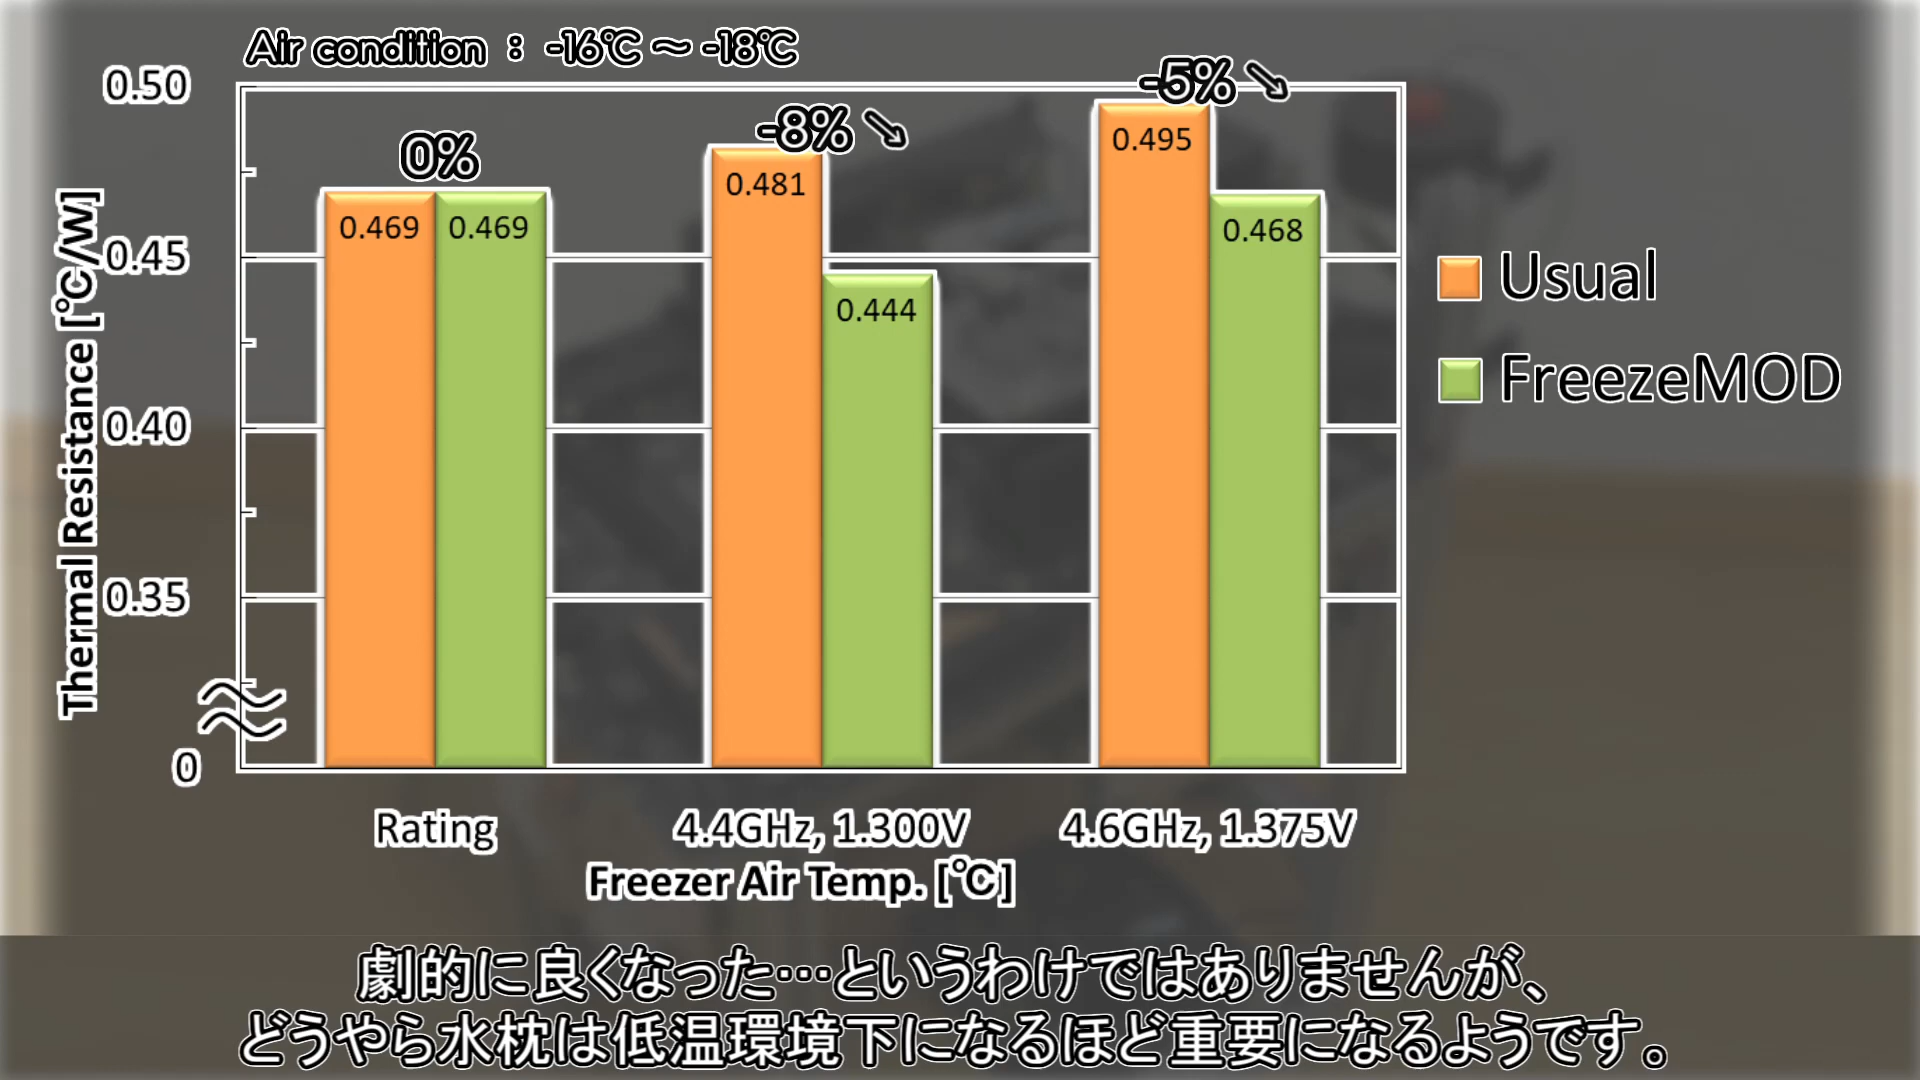 Air condition : -16℃ ～ -18℃
0.50
0.45
0.40
0.35
0
Thermal Resistance [℃/W]
0%
-8% ↘
-5% ↘
0.469
0.469
0.481
0.444
0.495
0.468
Usual
FreezeMOD
Rating
4.4GHz, 1.300V
4.6GHz, 1.375V
Freezer Air Temp. [℃]
劇的に良くなった…というわけではありませんが、
どうやら水枕は低温環境下になるほど重要になるようです。